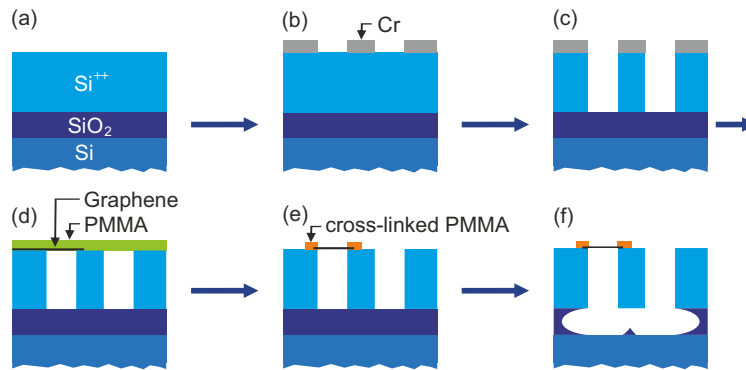 (a)
(b)
Cr
(c)
Si++
SiO2
Si
(d)
Graphene
PMMA
(e)
cross-linked PMMA
(f)